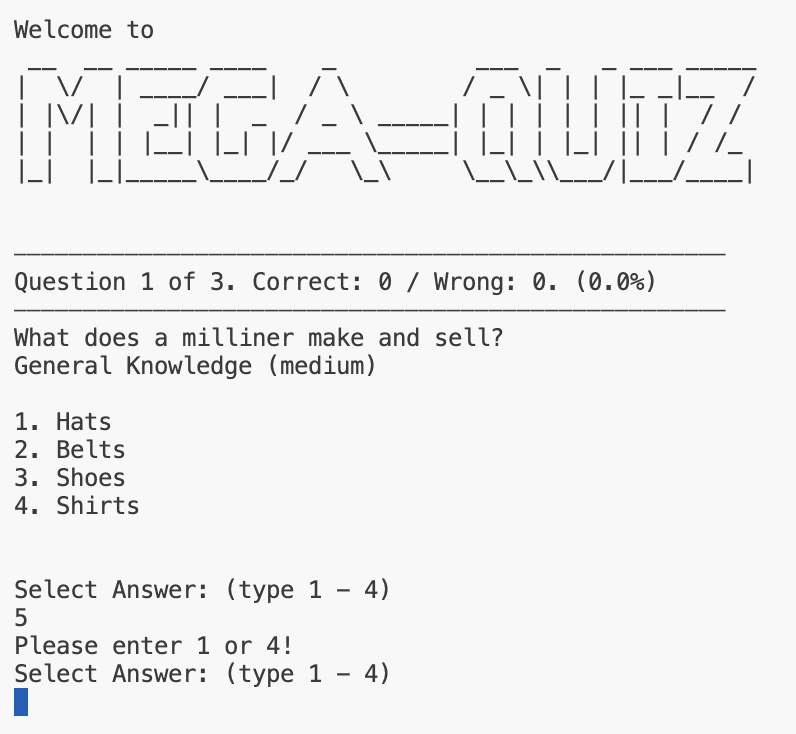 Welcome to
MEGA-QUIZ
Question 1 of 3. Correct: 0 / Wrong: 0. (0.0%)
What does a milliner make and sell?
General Knowledge (medium)
1. Hats
2. Belts
3. Shoes
4. Shirts
Select Answer: (type 1 – 4)
5
Please enter 1 or 4!
Select Answer: (type 1 – 4)